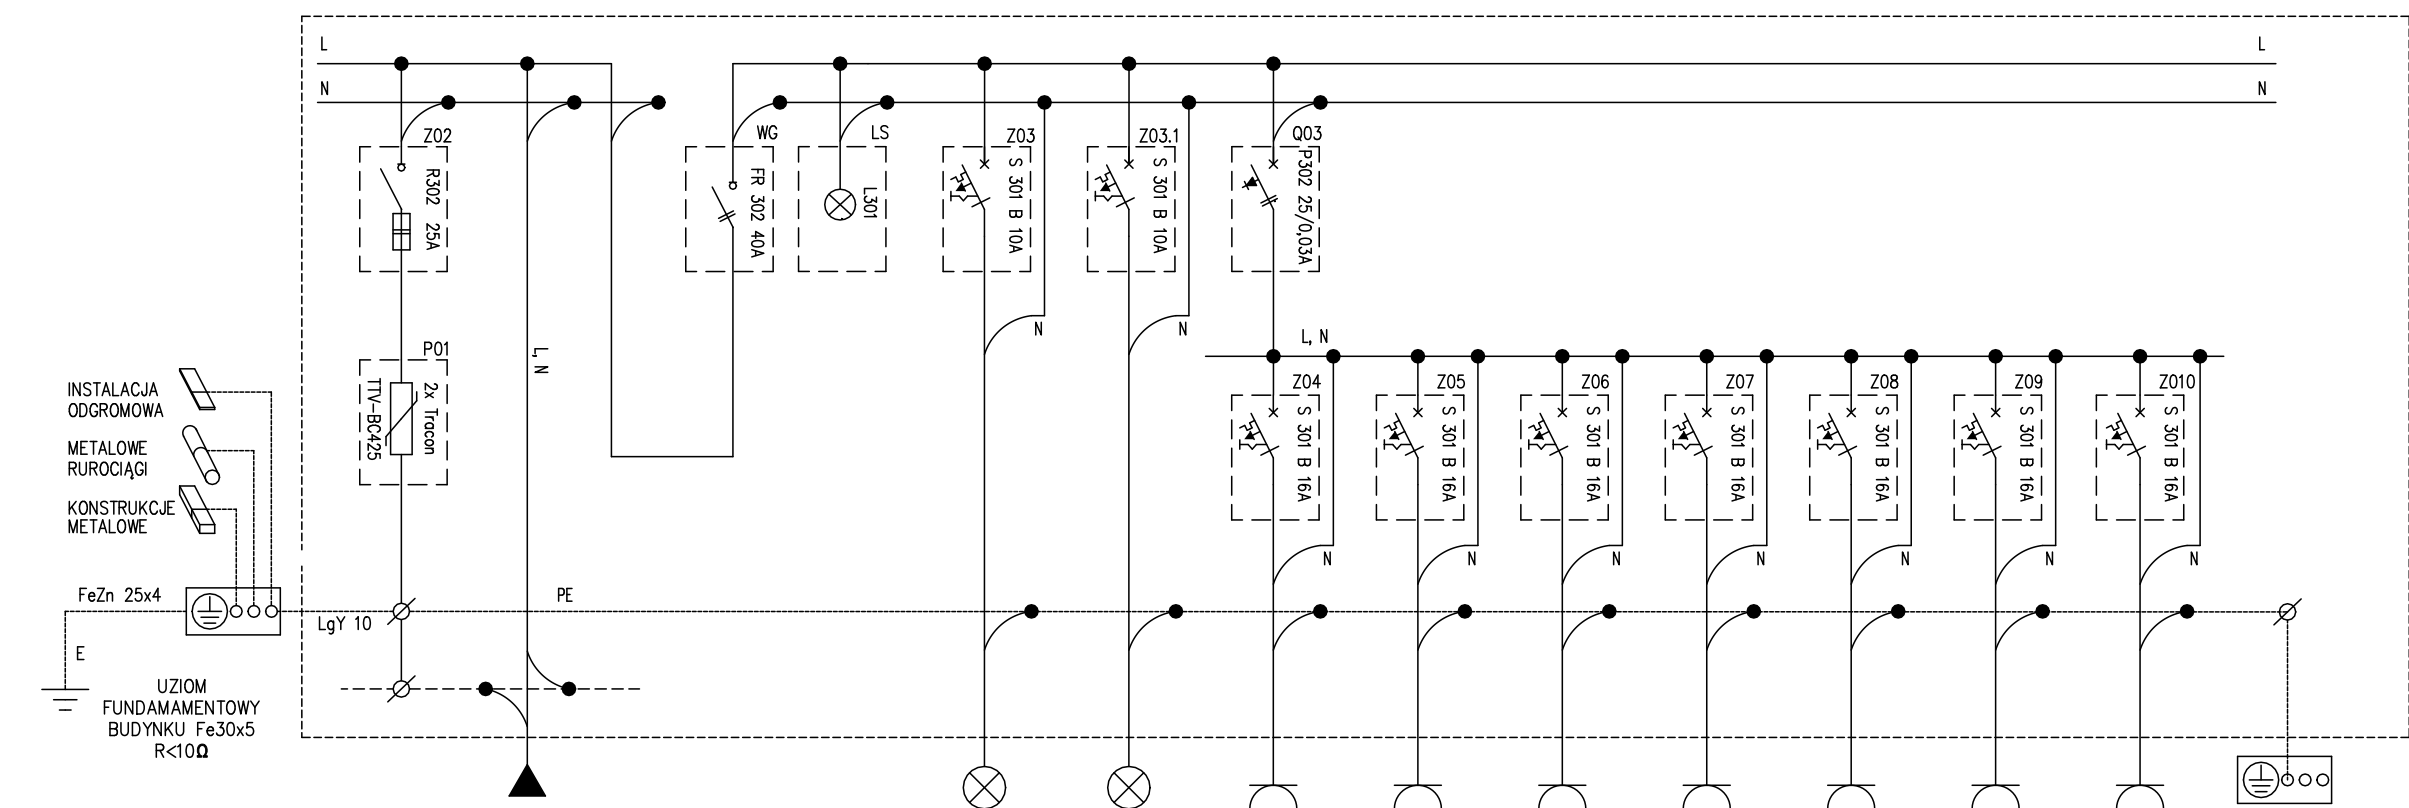 L
L
N
N
Z02
WG
LS
Z03
Z03.1
Q03
R302 25A
FR 302 40A
L301
S 301 B 10A
S 301 B 10A
P302 25/0,03A
N
N
L, N
L, N
P01
2x Tracon
TTV-BC425
Z04
Z05
Z06
Z07
Z08
Z09
Z010
S 301 B 16A
S 301 B 16A
S 301 B 16A
S 301 B 16A
S 301 B 16A
S 301 B 16A
S 301 B 16A
INSTALACJA
ODGROMOWA
METALOWE
RUROCIĄGI
KONSTRUKCJE
METALOWE
N
N
N
N
N
N
N
FeZn 25x4
PE
LgY 10
E
UZIOM
FUNDAMAMENTOWY
BUDYNKU Fe30x5
R<10Ω